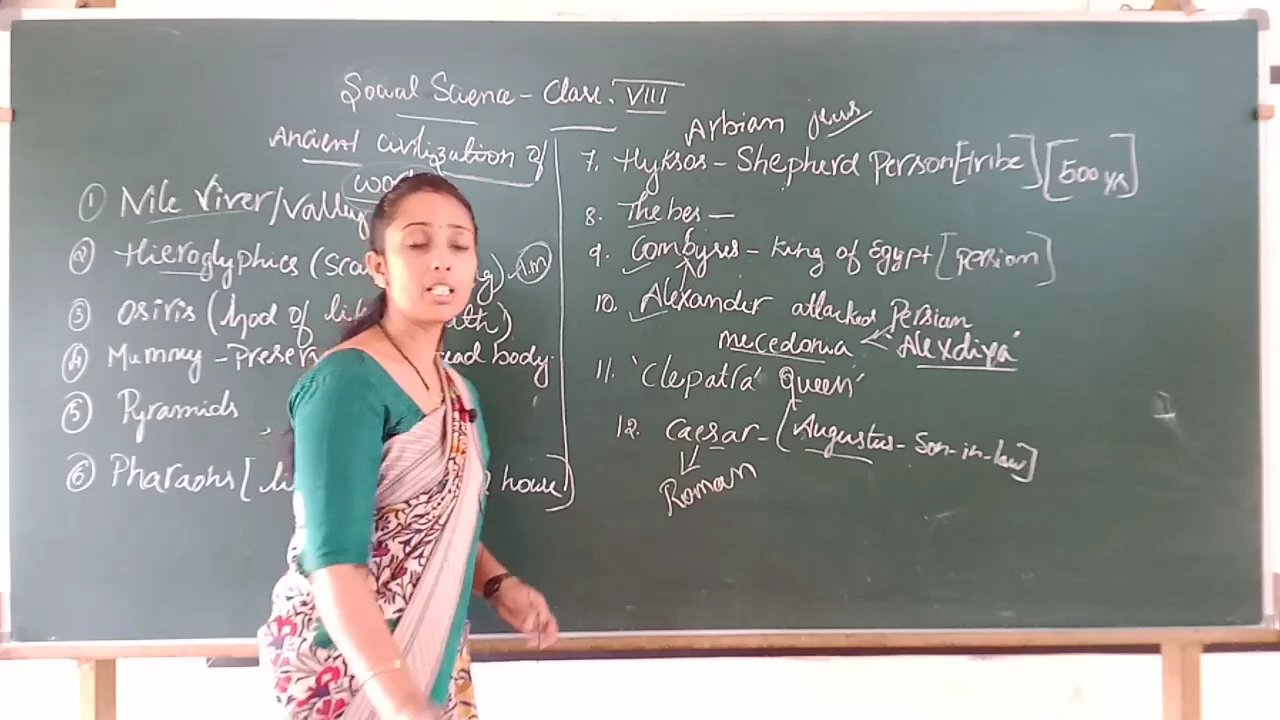 Social Science - Class. VIII
Ancient civilization of
① Nile River/Valley
② Hieroglyphics (
③ Osiris (God of
④ Mummy - Preser dead body
⑤ Pyramids
⑥ Pharaohs [ house]
Arbian jews
7. Hyksos - Shepherd Person [tribe] [500 yr]
8. Thebes -
9. Combyses - King of Egypt [persian]
10. Alexander attacked Persian
mecedonia < 'Alexdiya'
11. 'Clepatra' Queen'
12. Caesar - [Augustus - Son-in-law]
Roman